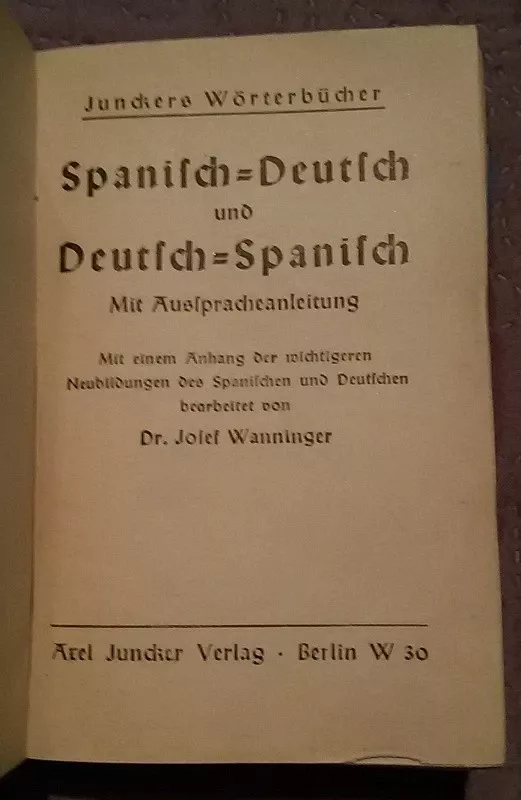 Junckers Wörterbücher
Spaniſch=Deutſch
und
Deutſch=Spaniſch
Mit Ausſpracheanleitung
Mit einem Anhang der wichtigeren
Neubildungen des Spaniſchen und Deutſchen
bearbeitet von
Dr. Joſef Wanninger
Axel Juncker Verlag · Berlin W 30